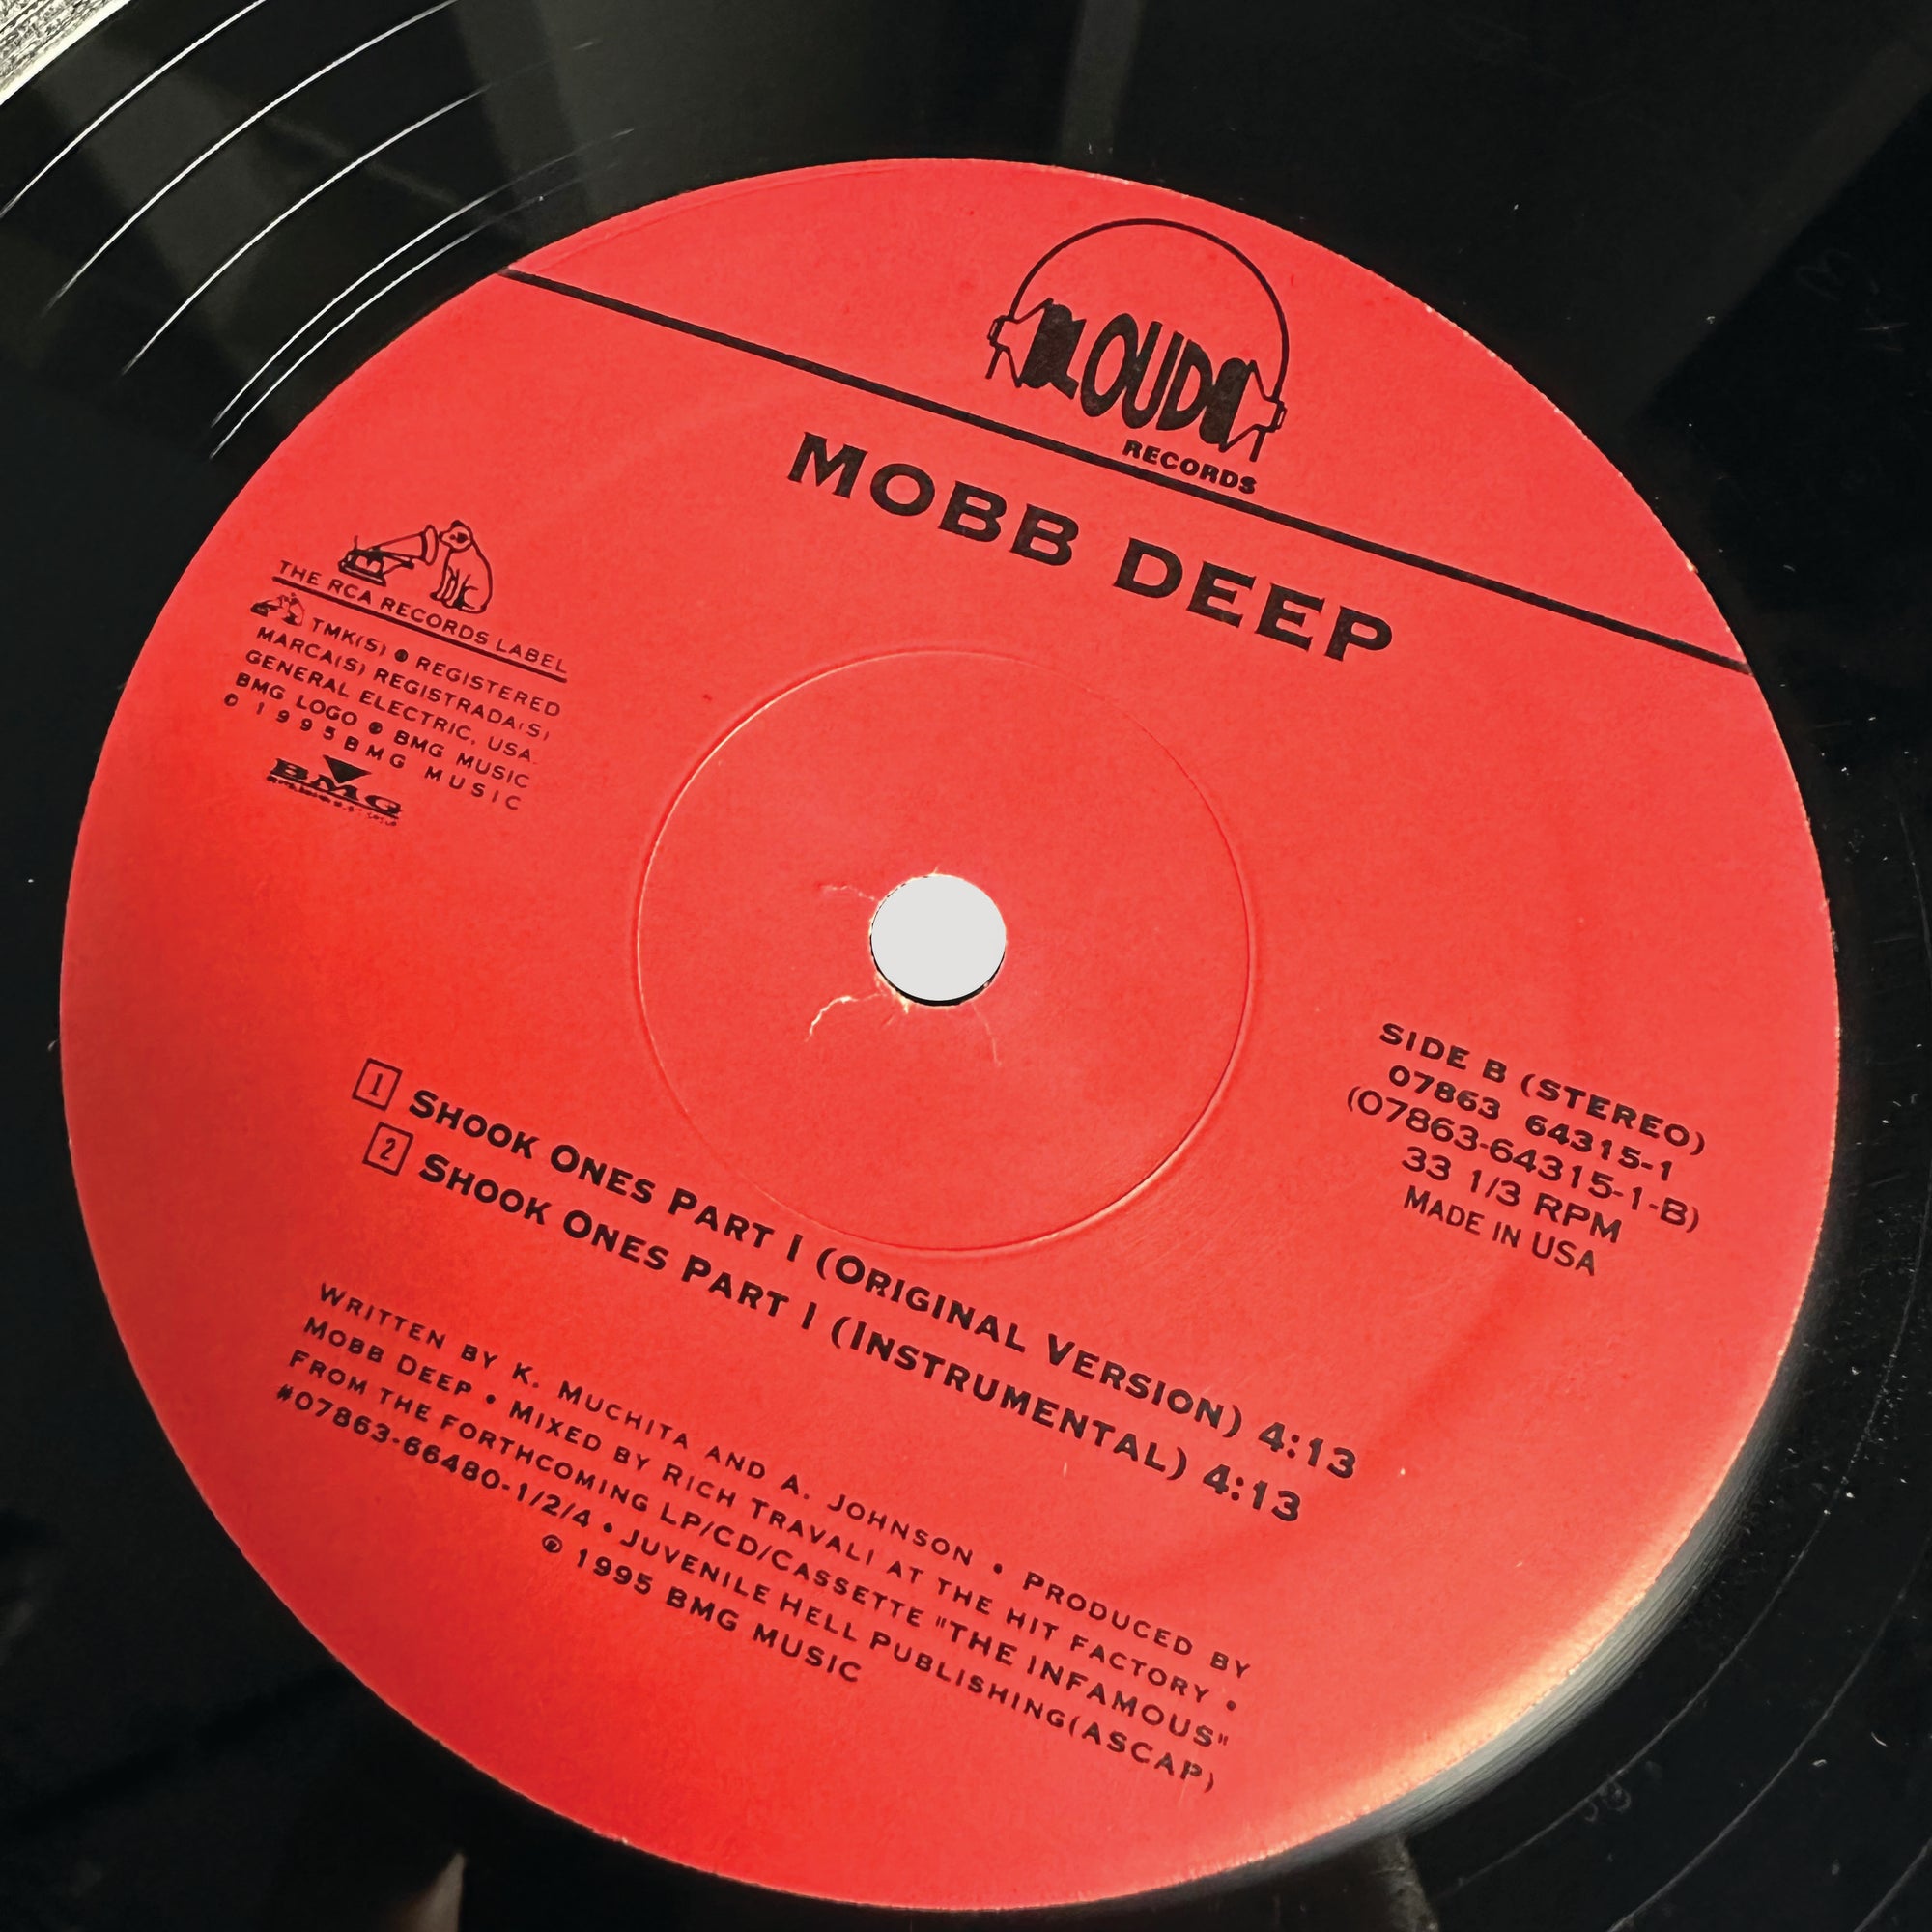 LOUD
RECORDS
MOBB DEEP
THE RCA RECORDS LABEL
TMK(S) ® REGISTERED
MARCA(S) REGISTRADA(S)
GENERAL ELECTRIC, USA.
BMG LOGO ® BMG MUSIC
© 1995 BMG MUSIC
BMG
SIDE B (STEREO)
07863 64315-1
(07863-64315-1-B)
33 1/3 RPM
MADE IN USA
1 SHOOK ONES PART I (ORIGINAL VERSION) 4:13
2 SHOOK ONES PART I (INSTRUMENTAL) 4:13
WRITTEN BY K. MUCHITA AND A. JOHNSON • PRODUCED BY
MOBB DEEP • MIXED BY RICH TRAVALI AT THE HIT FACTORY •
FROM THE FORTHCOMING LP/CD/CASSETTE "THE INFAMOUS"
#07863-66480-1/2/4 • JUVENILE HELL PUBLISHING(ASCAP)
℗ 1995 BMG MUSIC